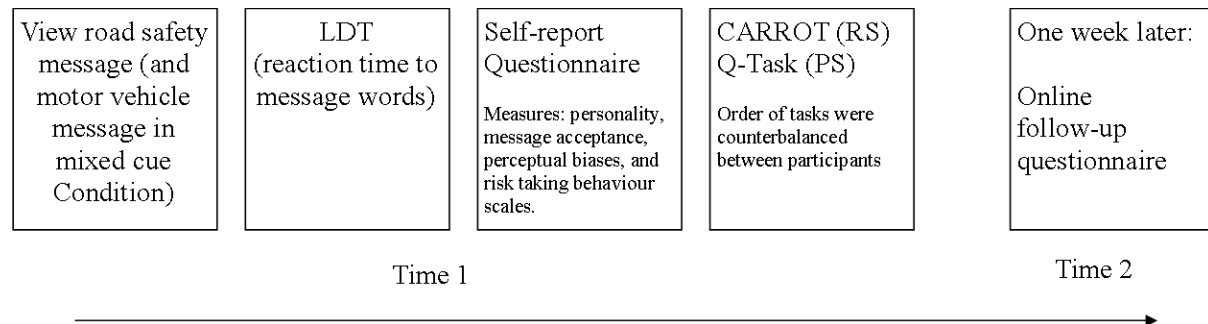 View road safety
message (and
motor vehicle
message in
mixed cue
Condition)
LDT
(reaction time to
message words)
Self-report
Questionnaire
Measures: personality,
message acceptance,
perceptual biases, and
risk taking behaviour
scales.
CARROT (RS)
Q-Task (PS)
Order of tasks were
counterbalanced
between participants
One week later:
Online
follow-up
questionnaire
Time 1
Time 2